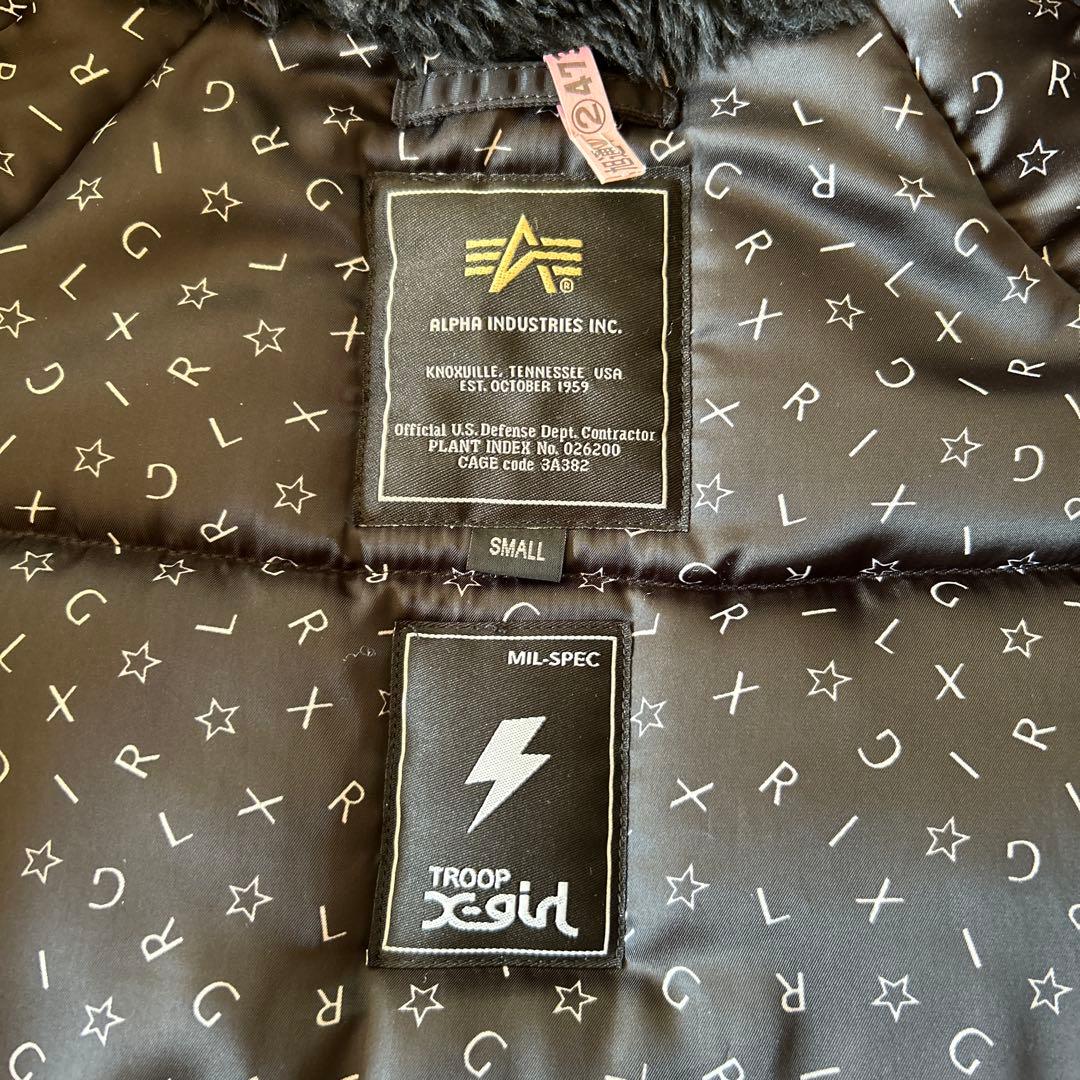 ②47
ALPHA INDUSTRIES INC.
KNOXVILLE, TENNESSEE USA
EST. OCTOBER 1959
Official U.S. Defense Dept. Contractor
PLANT INDEX No. 026200
CAGE code 3A382
SMALL
MIL-SPEC
TROOP
X-girl